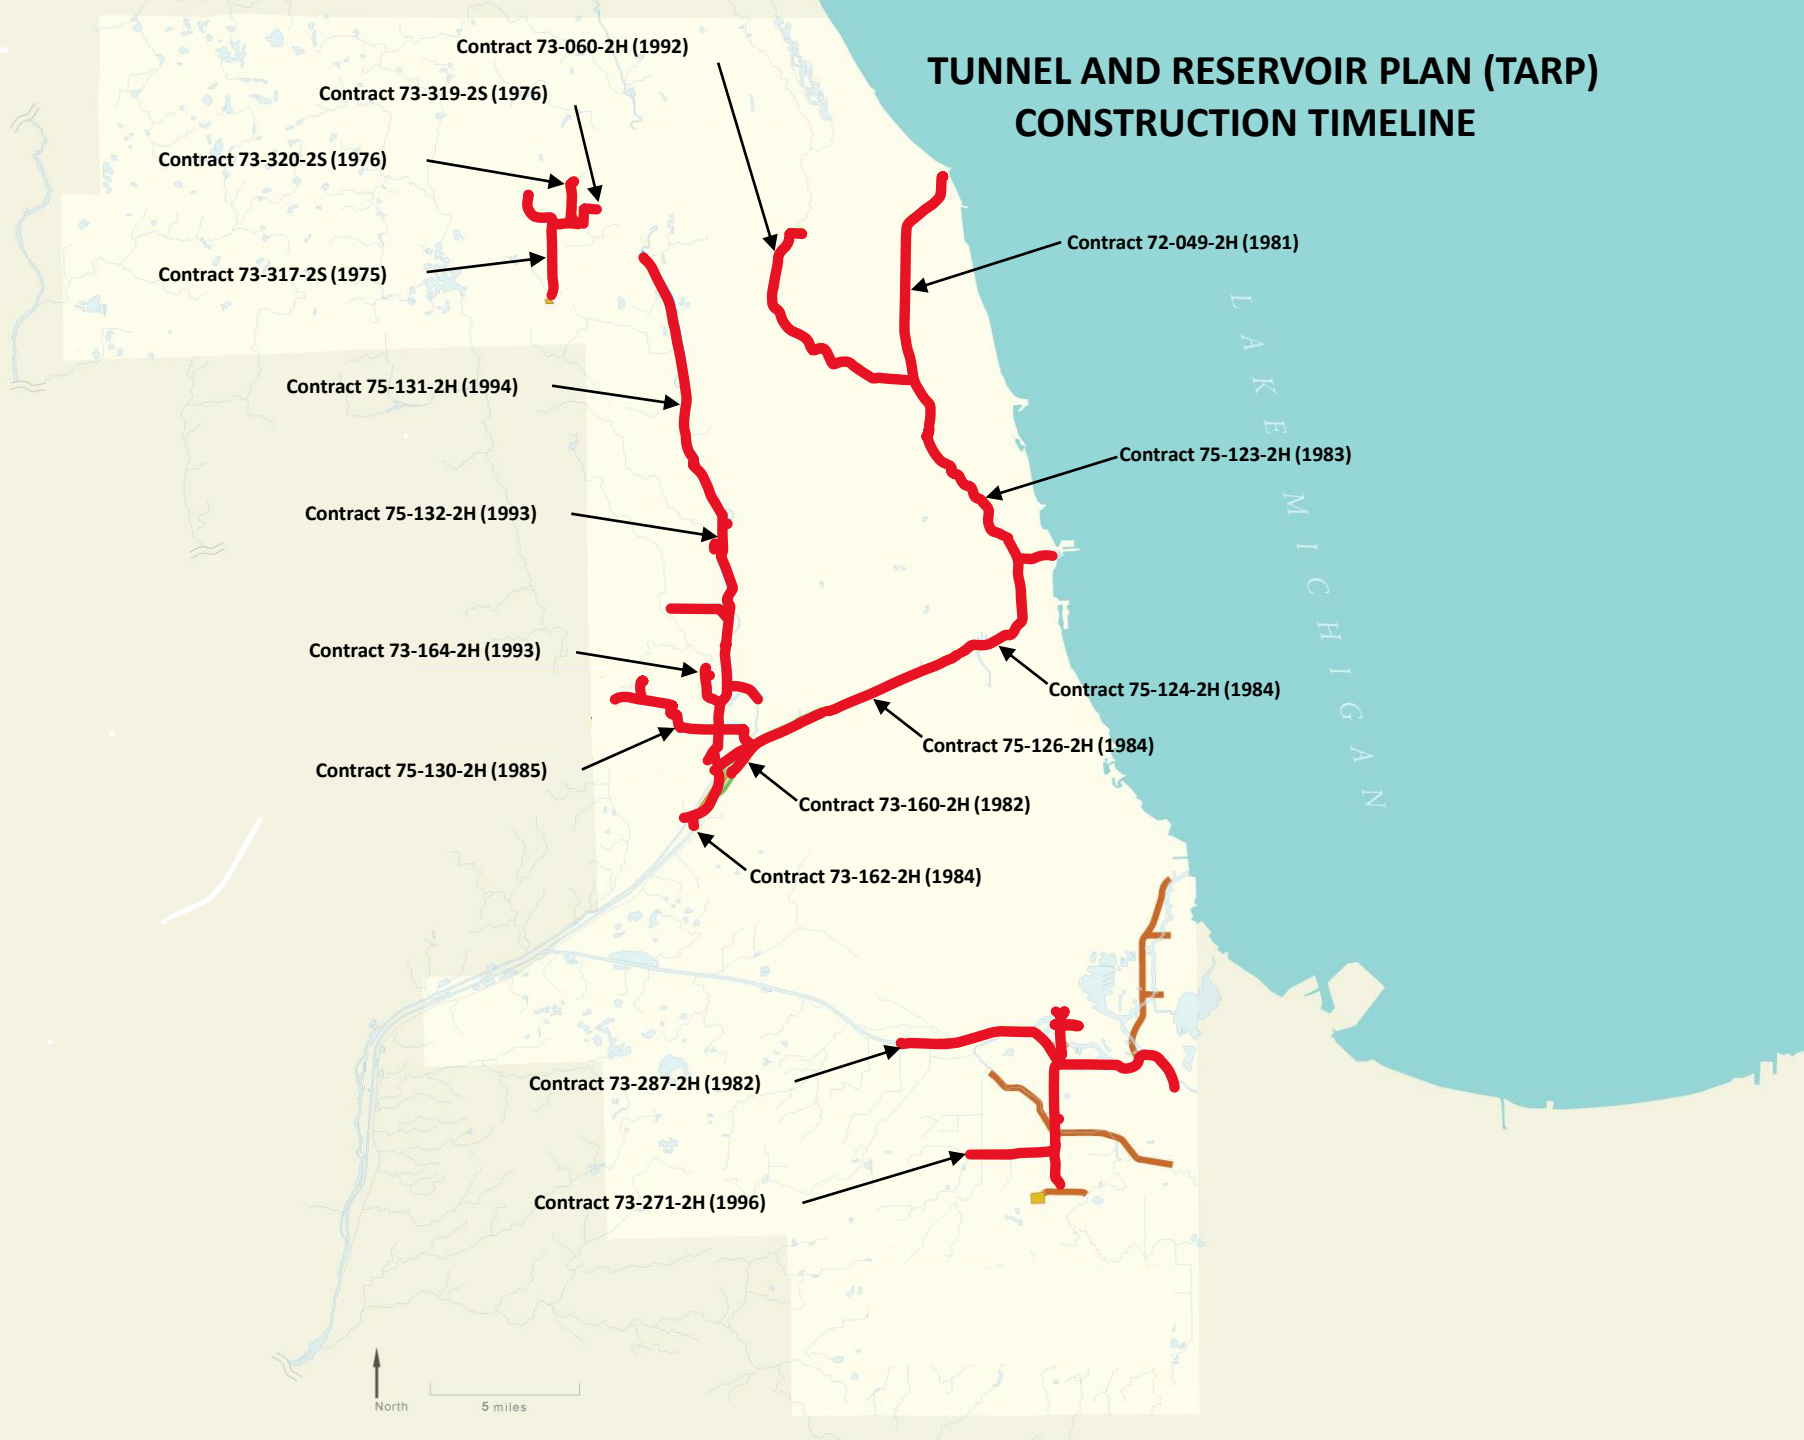 TUNNEL AND RESERVOIR PLAN (TARP)
CONSTRUCTION TIMELINE
Contract 73-060-2H (1992)
Contract 73-319-2S (1976)
Contract 73-320-2S (1976)
Contract 73-317-2S (1975)
Contract 72-049-2H (1981)
Contract 75-131-2H (1994)
Contract 75-123-2H (1983)
Contract 75-132-2H (1993)
Contract 73-164-2H (1993)
Contract 75-124-2H (1984)
Contract 75-126-2H (1984)
Contract 75-130-2H (1985)
Contract 73-160-2H (1982)
Contract 73-162-2H (1984)
Contract 73-287-2H (1982)
Contract 73-271-2H (1996)
LAKE MICHIGAN
North
5 miles